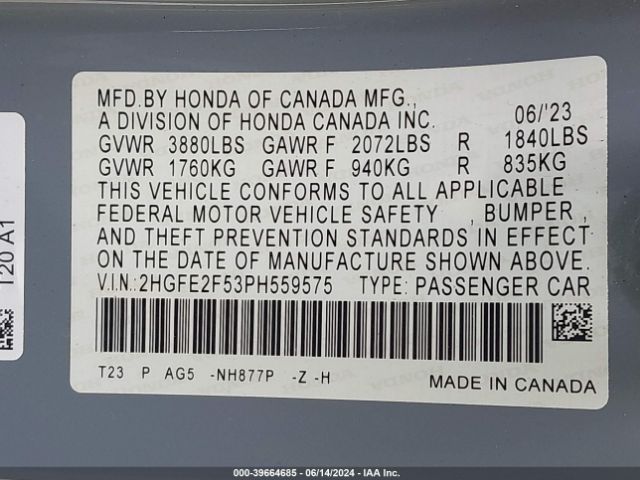 MFD.BY HONDA OF CANADA MFG.,
A DIVISION OF HONDA CANADA INC. 06/'23
GVWR 3880LBS GAWR F 2072LBS R 1840LBS
GVWR 1760KG GAWR F 940KG R 835KG
THIS VEHICLE CONFORMS TO ALL APPLICABLE
FEDERAL MOTOR VEHICLE SAFETY , BUMPER ,
AND THEFT PREVENTION STANDARDS IN EFFECT
ON THE DATE OF MANUFACTURE SHOWN ABOVE.
V.I.N.:2HGFE2F53PH559575 TYPE: PASSENGER CAR
T23 P AG5 -NH877P -Z -H
MADE IN CANADA
T20 A1
000-39664685 - 06/14/2024 - IAAI.COM